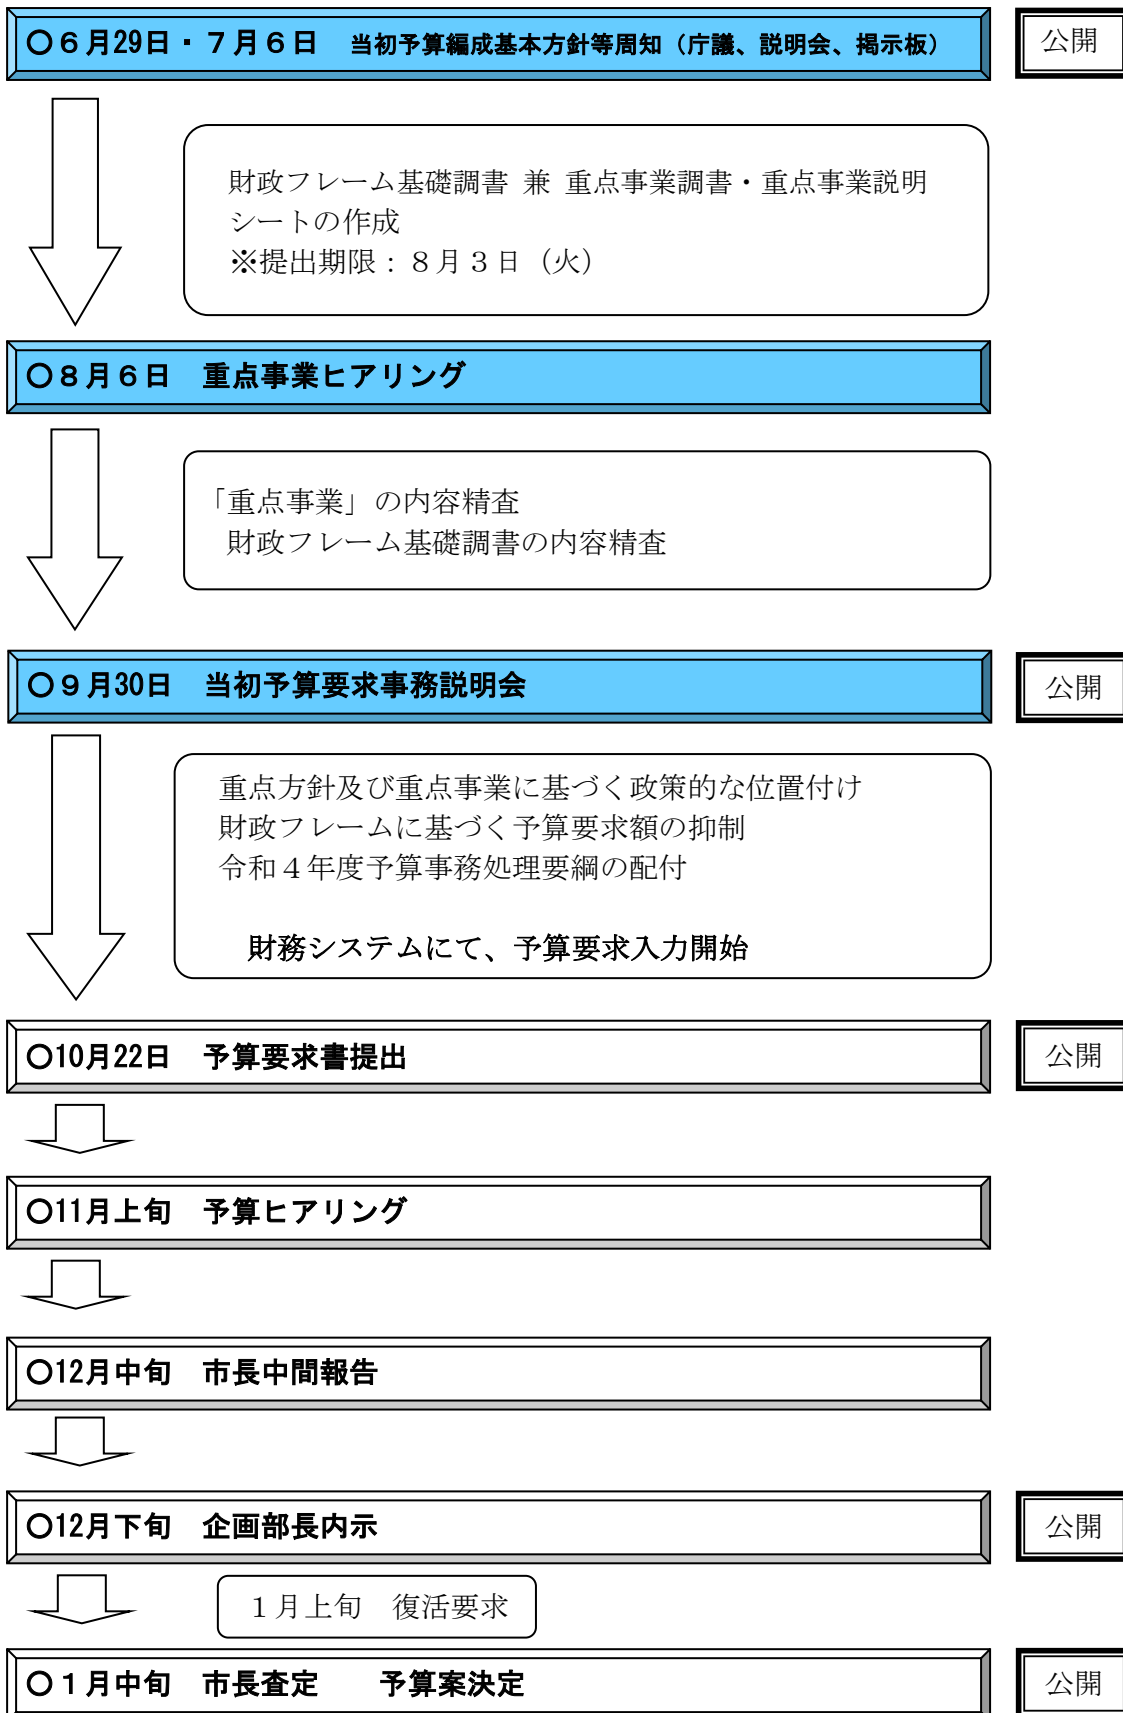 〇６月29日・７月６日　当初予算編成基本方針等周知（庁議、説明会、掲示板）
公開
財政フレーム基礎調書 兼 重点事業調書・重点事業説明
シートの作成
※提出期限：８月３日（火）
〇８月６日　重点事業ヒアリング
「重点事業」の内容精査
財政フレーム基礎調書の内容精査
〇９月30日　当初予算要求事務説明会
公開
重点方針及び重点事業に基づく政策的な位置付け
財政フレームに基づく予算要求額の抑制
令和４年度予算事務処理要綱の配付
財務システムにて、予算要求入力開始
〇10月22日　予算要求書提出
公開
〇11月上旬　予算ヒアリング
〇12月中旬　市長中間報告
〇12月下旬　企画部長内示
公開
１月上旬　復活要求
〇１月中旬　市長査定　　予算案決定
公開